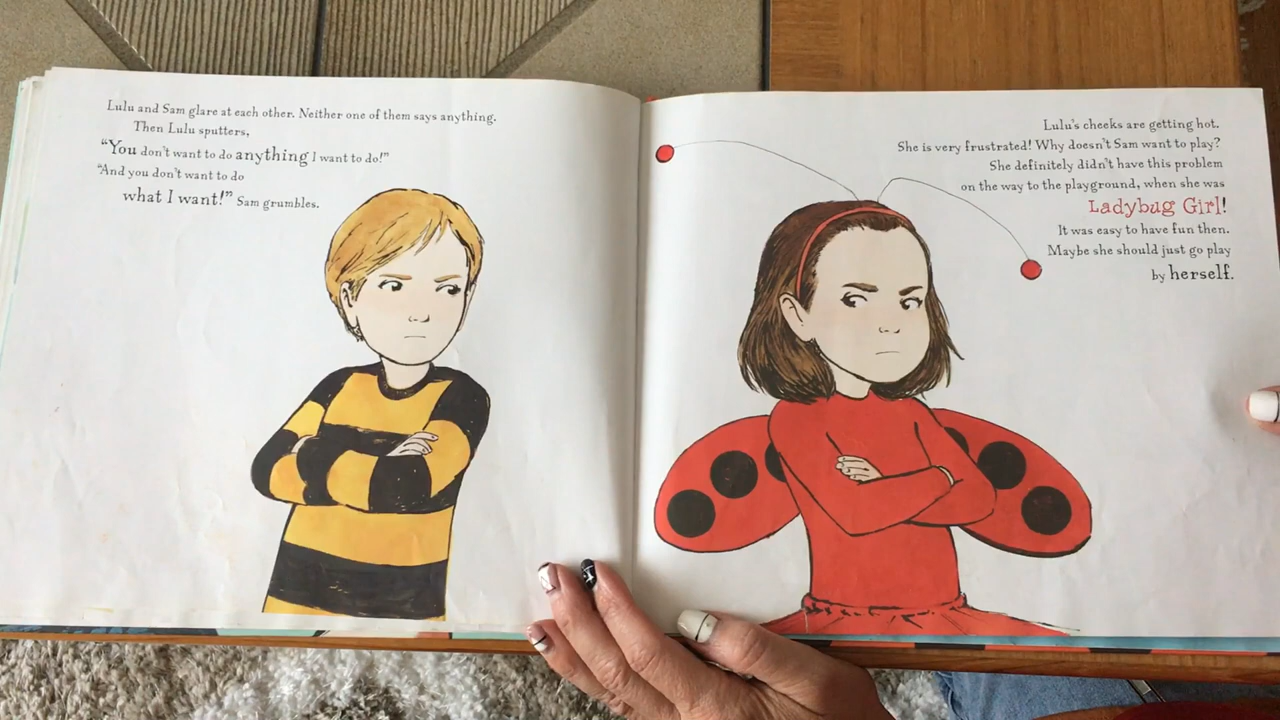 Lulu and Sam glare at each other. Neither one of them says anything.
Then Lulu sputters,
“You don't want to do anything I want to do!”
“And you don't want to do
what I want!” Sam grumbles.
Lulu's cheeks are getting hot.
She is very frustrated! Why doesn't Sam want to play?
She definitely didn't have this problem
on the way to the playground, when she was
Ladybug Girl!
It was easy to have fun then.
Maybe she should just go play
by herself.